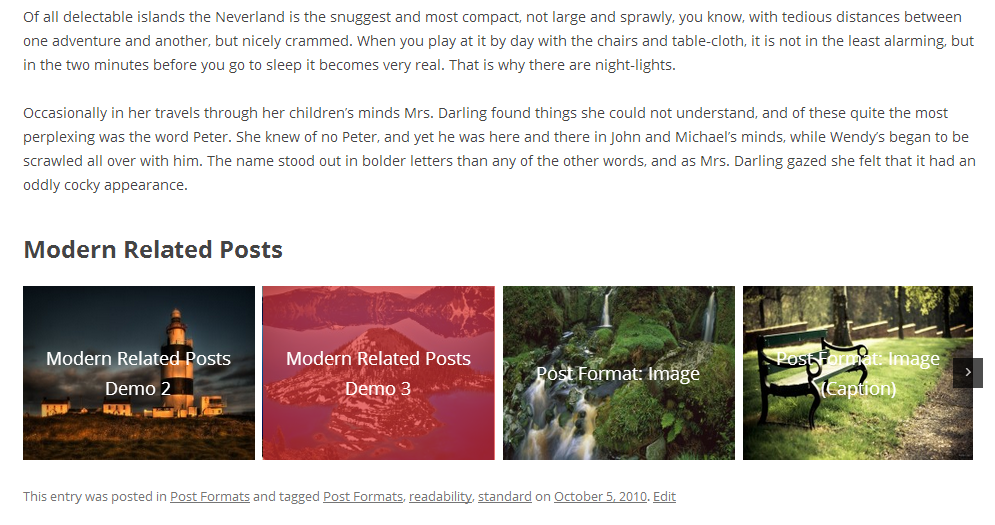 Of all delectable islands the Neverland is the snuggest and most compact, not large and sprawly, you know, with tedious distances between
one adventure and another, but nicely crammed. When you play at it by day with the chairs and table-cloth, it is not in the least alarming, but
in the two minutes before you go to sleep it becomes very real. That is why there are night-lights.
Occasionally in her travels through her children's minds Mrs. Darling found things she could not understand, and of these quite the most
perplexing was the word Peter. She knew of no Peter, and yet he was here and there in John and Michael's minds, while Wendy's began to be
scrawled all over with him. The name stood out in bolder letters than any of the other words, and as Mrs. Darling gazed she felt that it had an
oddly cocky appearance.
Modern Related Posts
Modern Related Posts
Demo 2
Modern Related Posts
Demo 3
Post Format: Image
Post Format: Image
(Caption)
This entry was posted in Post Formats and tagged Post Formats, readability, standard on October 5, 2010. Edit